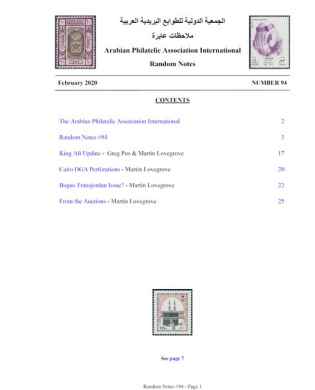 الجمعية الدولية للطوابع البريدية العربية
ملاحظات عابرة
Arabian Philatelic Association International
Random Notes
February 2020 NUMBER 94
CONTENTS
The Arabian Philatelic Association International 2
Random Notes #94 3
King Ali Update - Greg Pos & Martin Lovegrove 17
Cairo DGA Perforations - Martin Lovegrove 20
Bogus Transjordan Issue? - Martin Lovegrove 22
From the Auctions - Martin Lovegrove 25
See page 7
Random Notes #94 - Page 1